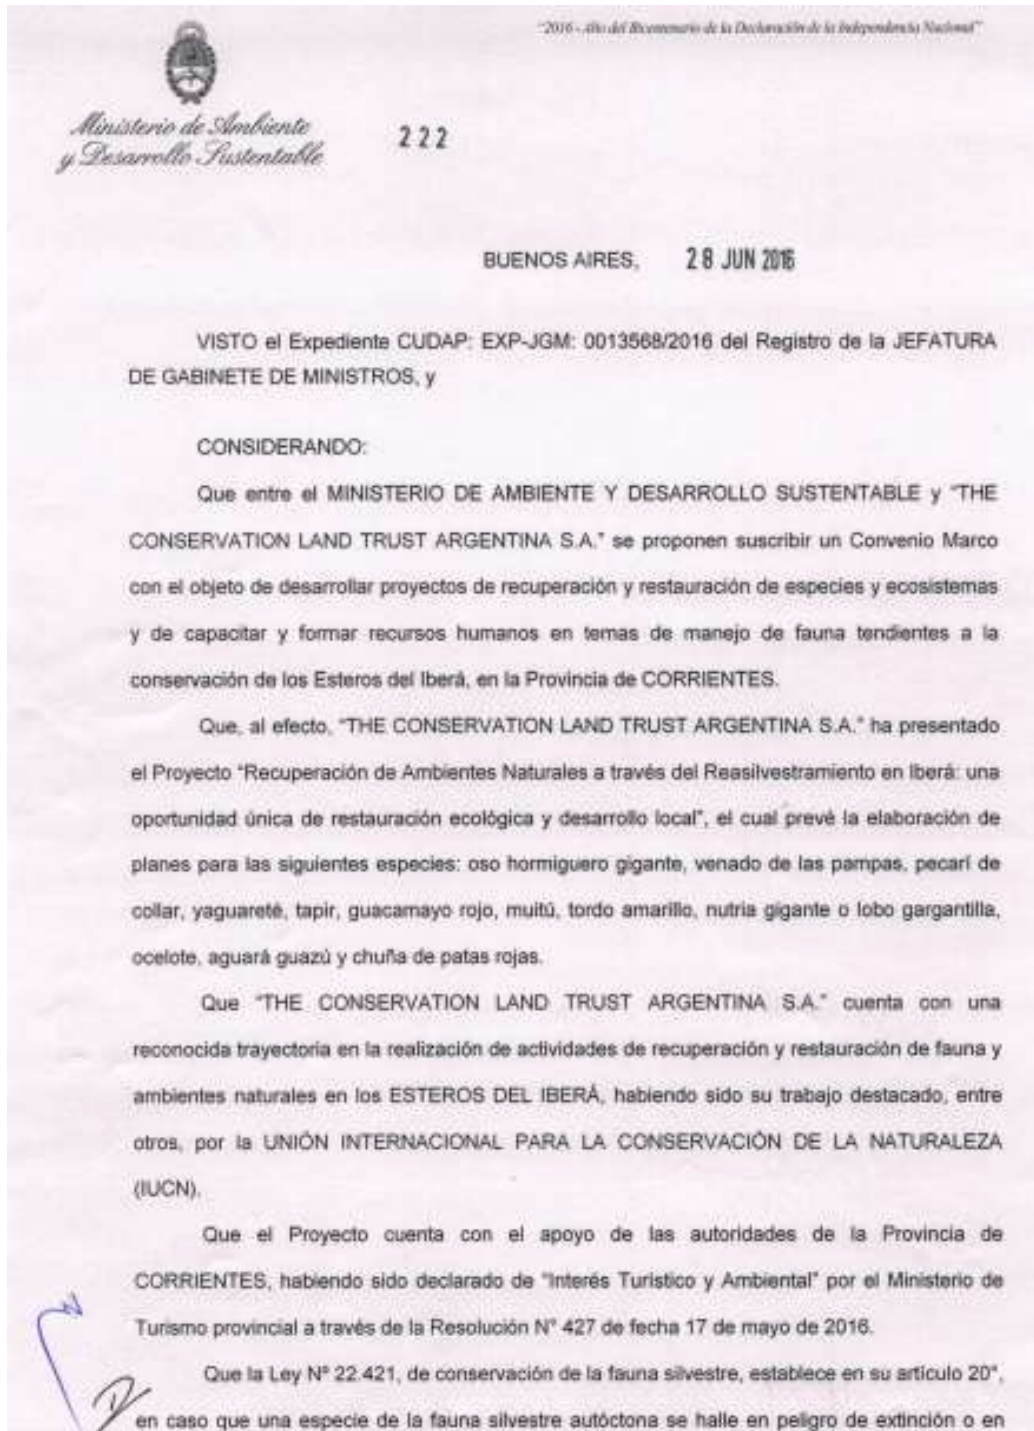 "2016 - Año del Bicentenario de la Declaración de la Independencia Nacional"
Ministerio de Ambiente
y Desarrollo Sustentable
222
BUENOS AIRES, 28 JUN 2016
VISTO el Expediente CUDAP: EXP-JGM: 0013568/2016 del Registro de la JEFATURA
DE GABINETE DE MINISTROS, y
CONSIDERANDO:
Que entre el MINISTERIO DE AMBIENTE Y DESARROLLO SUSTENTABLE y "THE
CONSERVATION LAND TRUST ARGENTINA S.A." se proponen suscribir un Convenio Marco
con el objeto de desarrollar proyectos de recuperación y restauración de especies y ecosistemas
y de capacitar y formar recursos humanos en temas de manejo de fauna tendientes a la
conservación de los Esteros del Iberá, en la Provincia de CORRIENTES.
Que, al efecto, "THE CONSERVATION LAND TRUST ARGENTINA S.A." ha presentado
el Proyecto "Recuperación de Ambientes Naturales a través del Reasilvestramiento en Iberá: una
oportunidad única de restauración ecológica y desarrollo local", el cual prevé la elaboración de
planes para las siguientes especies: oso hormiguero gigante, venado de las pampas, pecarí de
collar, yaguareté, tapir, guacamayo rojo, muitú, tordo amarillo, nutria gigante o lobo gargantilla,
ocelote, aguará guazú y chuña de patas rojas.
Que "THE CONSERVATION LAND TRUST ARGENTINA S.A." cuenta con una
reconocida trayectoria en la realización de actividades de recuperación y restauración de fauna y
ambientes naturales en los ESTEROS DEL IBERÁ, habiendo sido su trabajo destacado, entre
otros, por la UNIÓN INTERNACIONAL PARA LA CONSERVACIÓN DE LA NATURALEZA
(IUCN).
Que el Proyecto cuenta con el apoyo de las autoridades de la Provincia de
CORRIENTES, habiendo sido declarado de "Interés Turístico y Ambiental" por el Ministerio de
Turismo provincial a través de la Resolución N° 427 de fecha 17 de mayo de 2016.
Que la Ley Nº 22.421, de conservación de la fauna silvestre, establece en su artículo 20°,
en caso que una especie de la fauna silvestre autóctona se halle en peligro de extinción o en